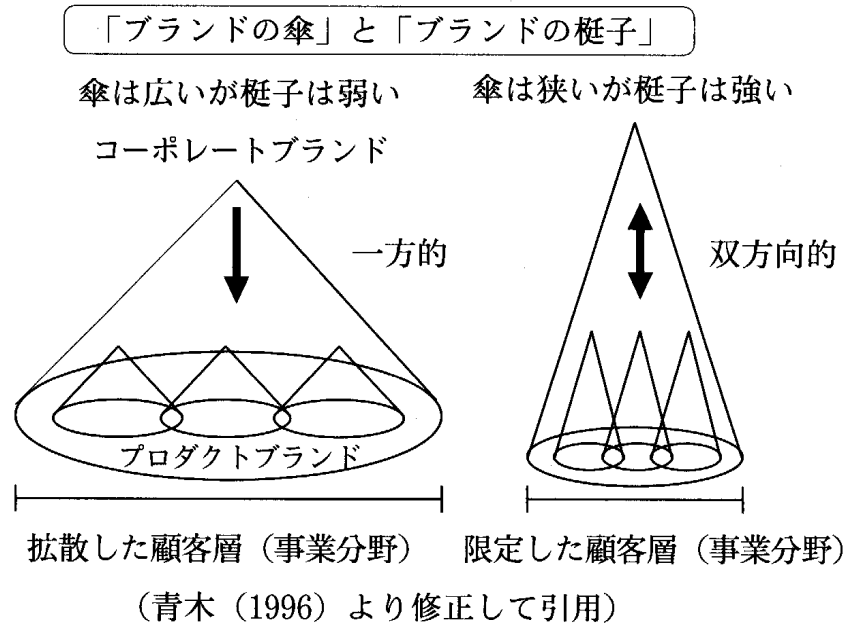 「ブランドの傘」と「ブランドの梃子」
傘は広いが梃子は弱い
コーポレートブランド
一方的
プロダクトブランド
拡散した顧客層（事業分野）
傘は狭いが梃子は強い
双方向的
限定した顧客層（事業分野）
（青木（1996）より修正して引用）